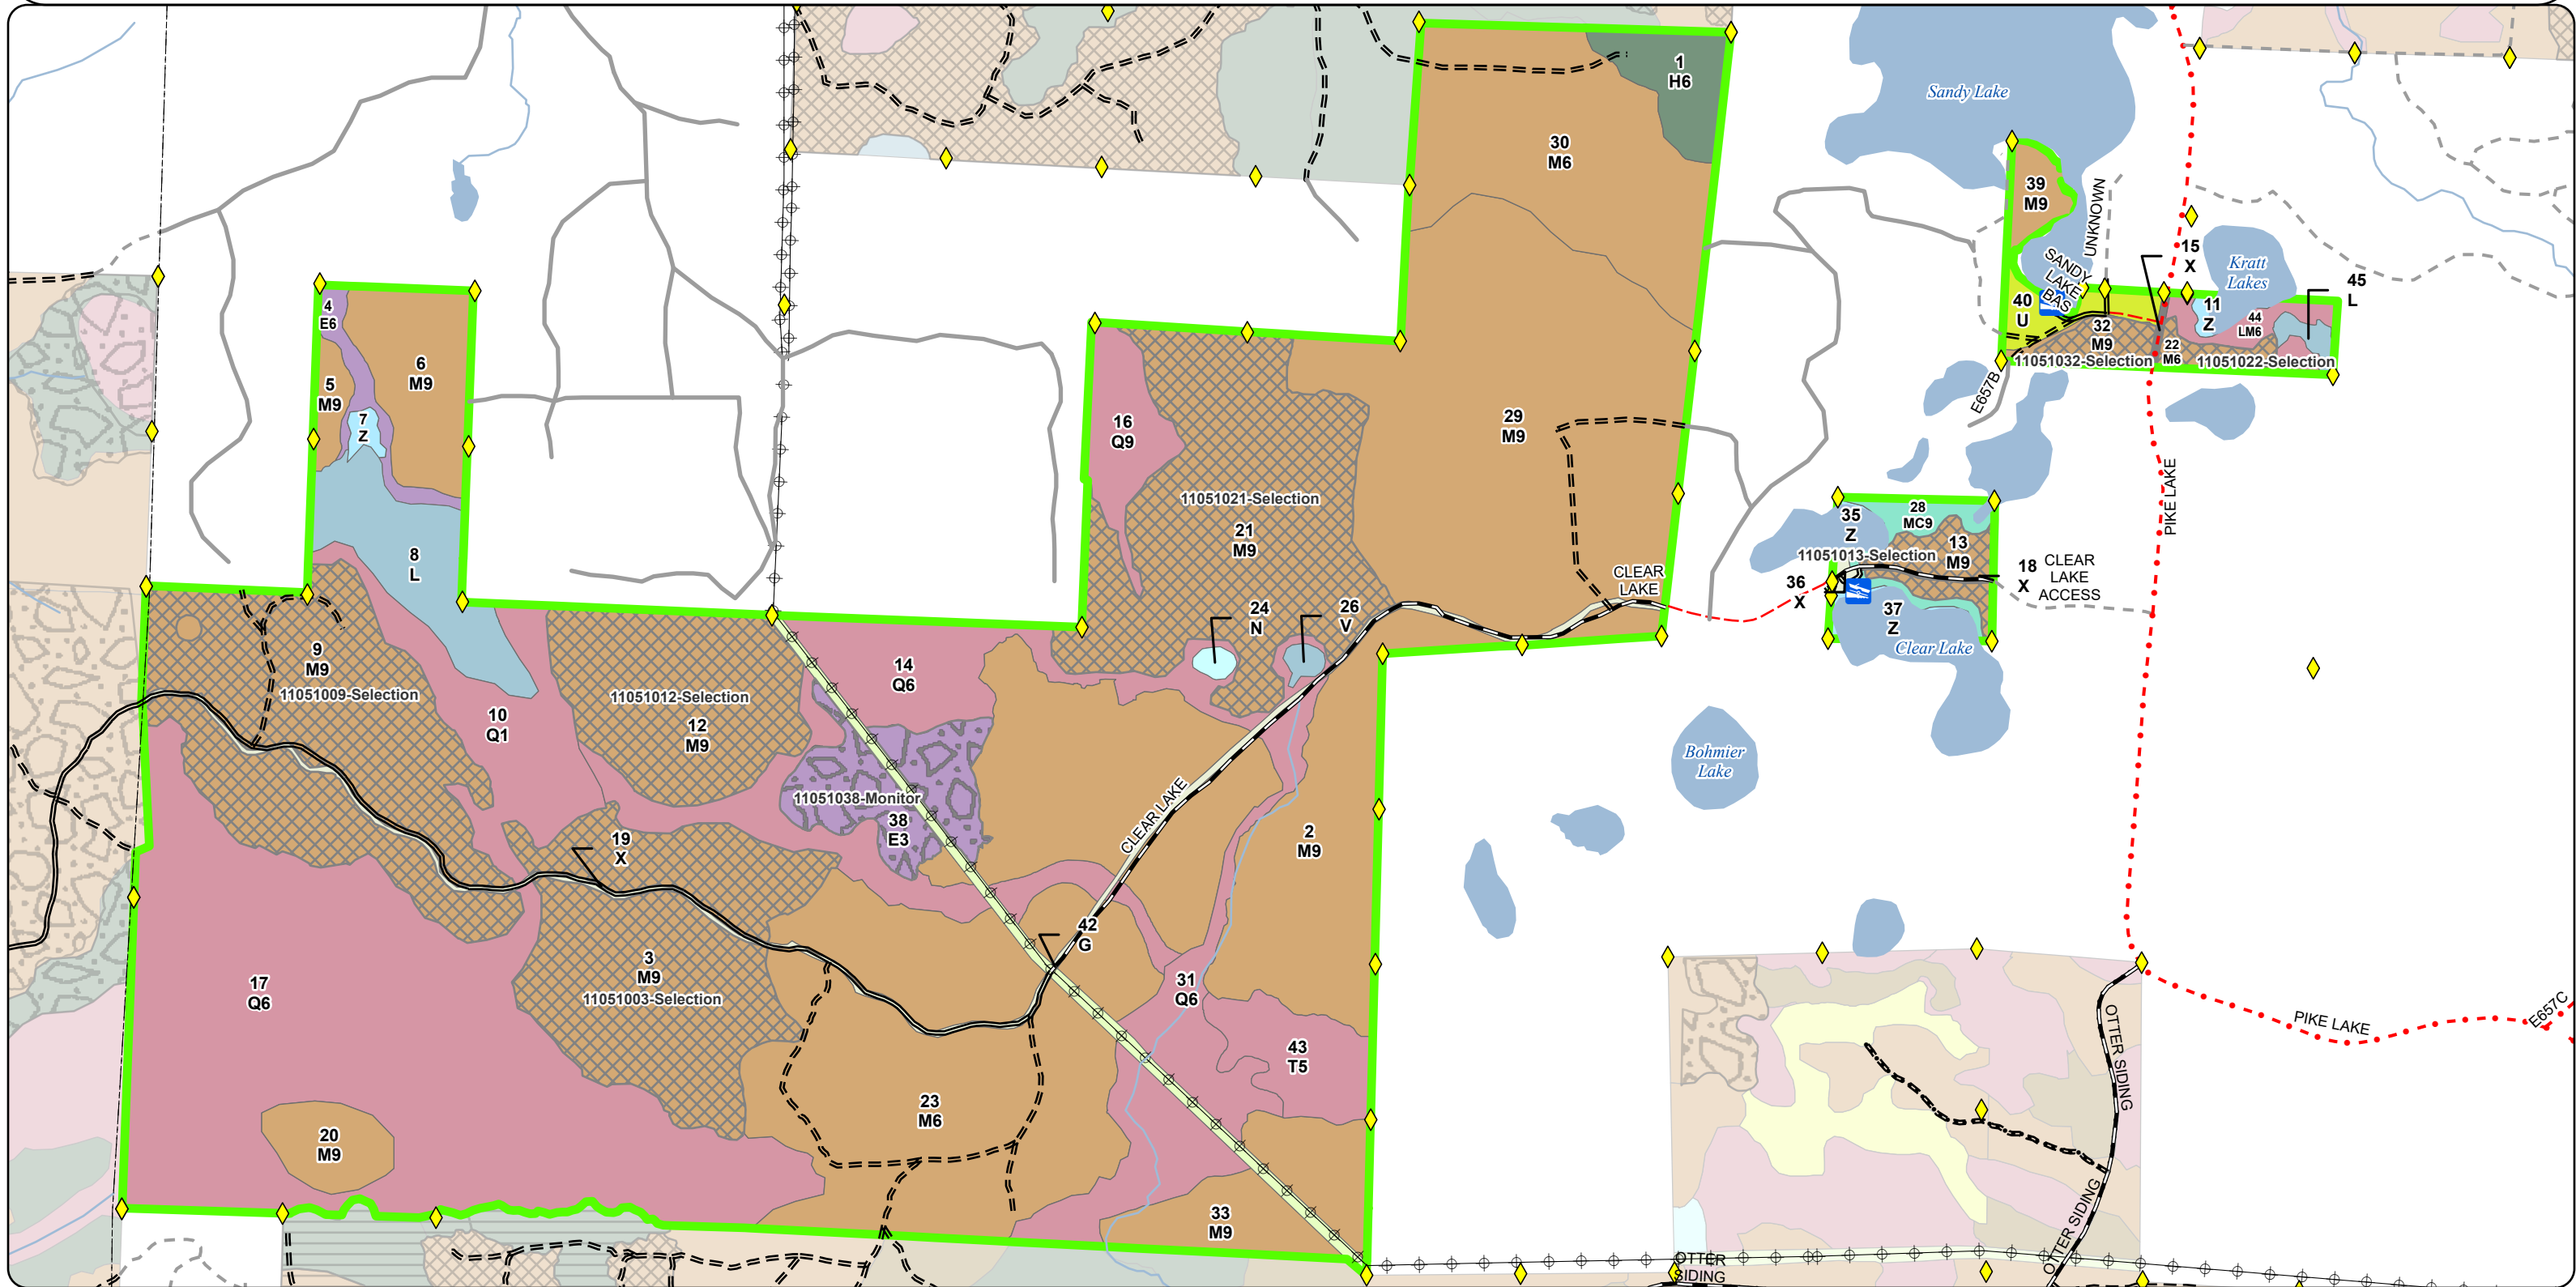 1
H6
Sandy Lake
30
M6
39
M9
UNKNOWN
15
X
Kratt
Lakes
45
L
SANDY
LAKE
BAS
40
U
11
Z
44
LM6
32
M9
22
M6
11051032-Selection
11051022-Selection
E657B
4
E6
6
M9
5
M9
7
Z
16
Q9
29
M9
11051021-Selection
21
M9
PIKE LAKE
35
Z
28
MC9
13
M9
11051013-Selection
8
L
CLEAR
LAKE
36
X
18
X
CLEAR
LAKE
ACCESS
37
Z
Clear Lake
24
N
26
V
9
M9
11051009-Selection
14
Q6
11051012-Selection
12
M9
10
Q1
Bohmier
Lake
11051038-Monitor
38
E3
CLEAR LAKE
2
M9
19
X
42
G
3
M9
11051003-Selection
17
Q6
31
Q6
43
T5
PIKE LAKE
E657C
OTTER SIDING
23
M6
20
M9
33
M9
OTTER SIDING
OTTER
SIDING